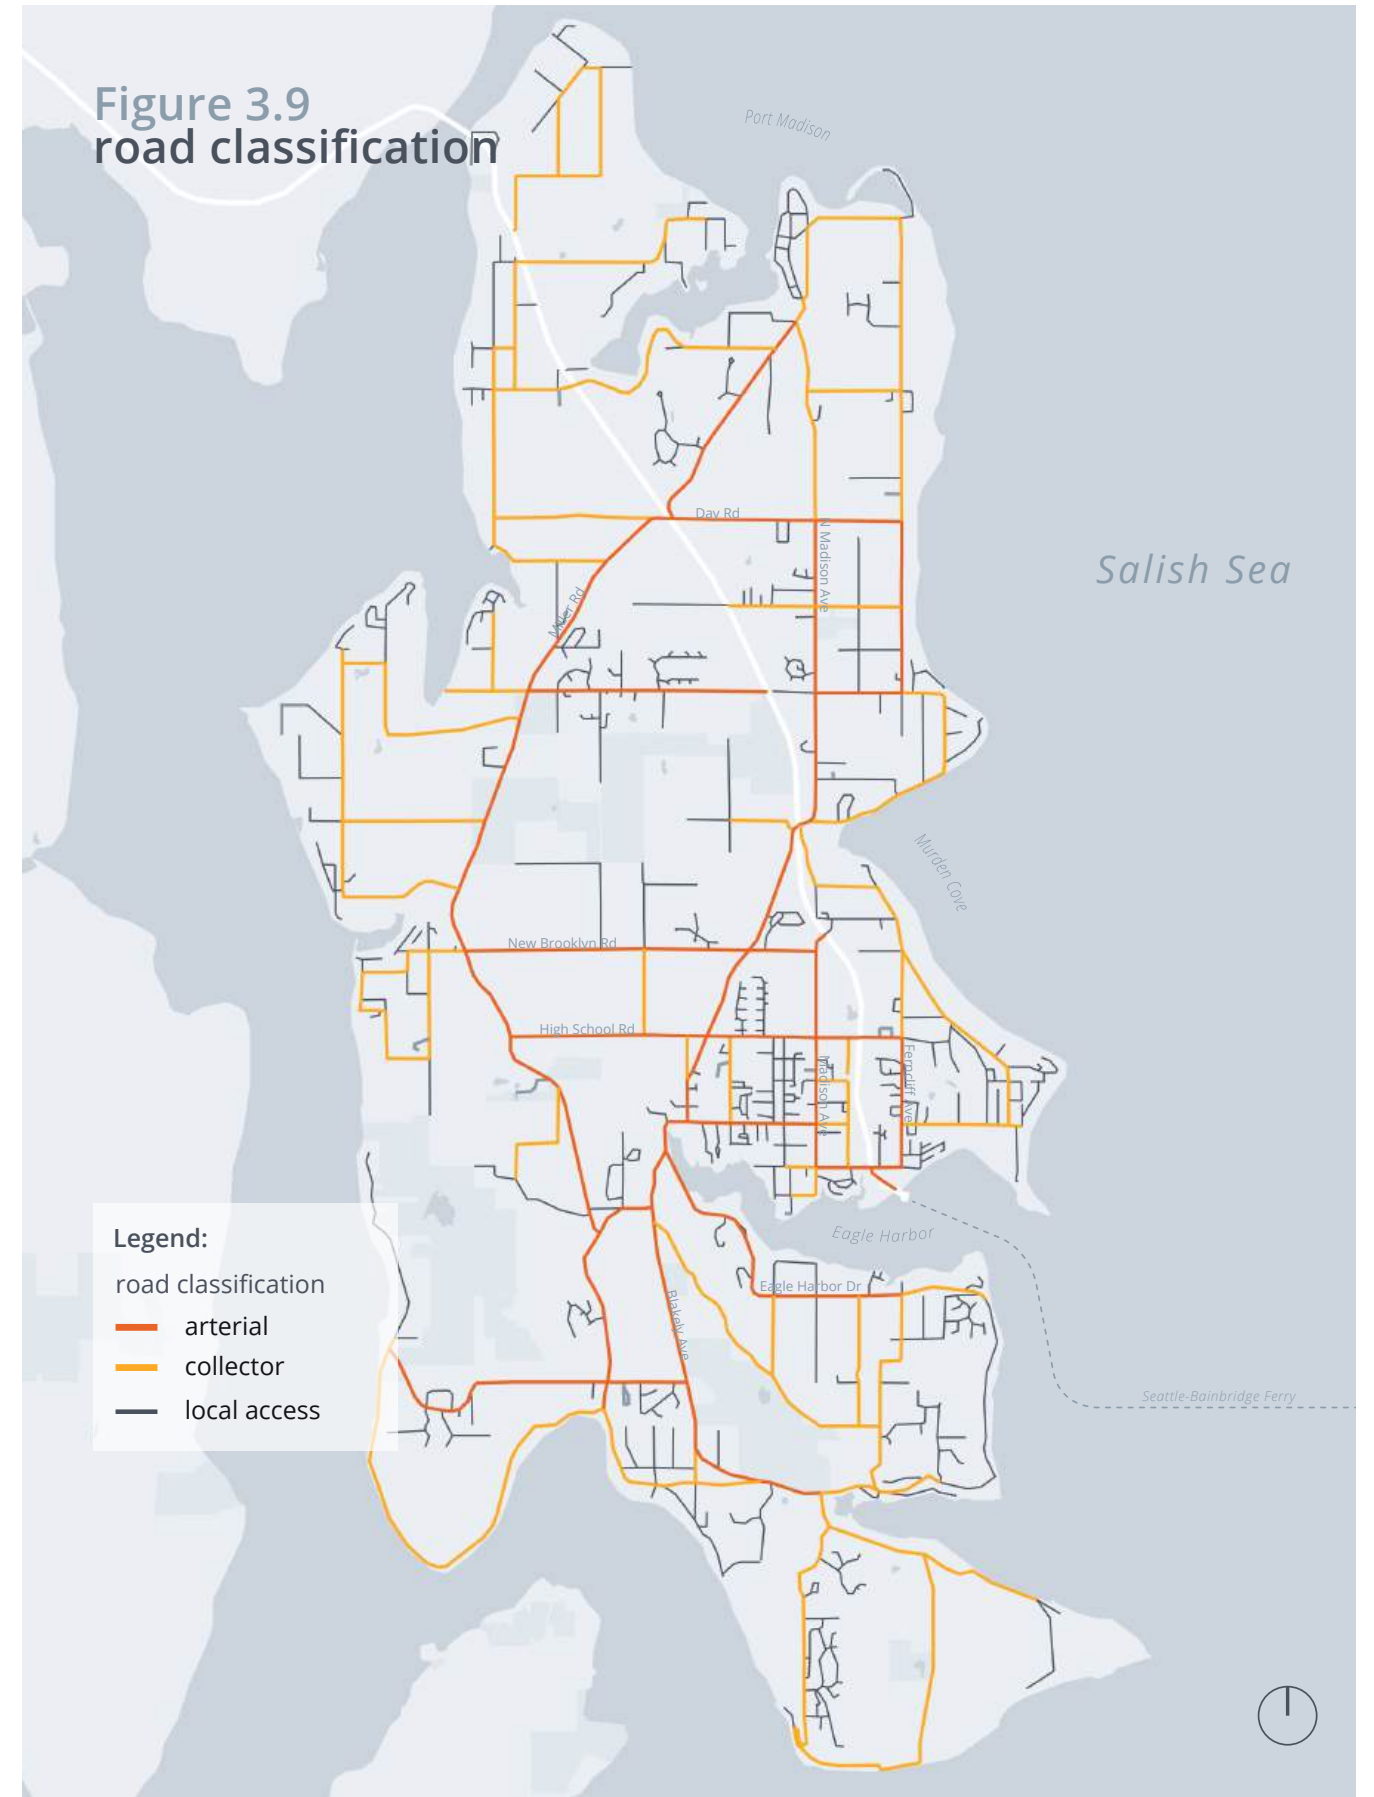 Figure 3.9
road classification
Port Madison
Day Rd
N Madison Ave
Salish Sea
Miller Rd
Murden Cove
New Brooklyn Rd
High School Rd
Madison Ave
Ferncliff Ave
Eagle Harbor
Eagle Harbor Dr
Blakely Ave
Seattle-Bainbridge Ferry
Legend:
road classification
arterial
collector
local access